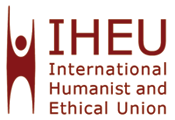 IHEU
International
Humanist and
Ethical Union